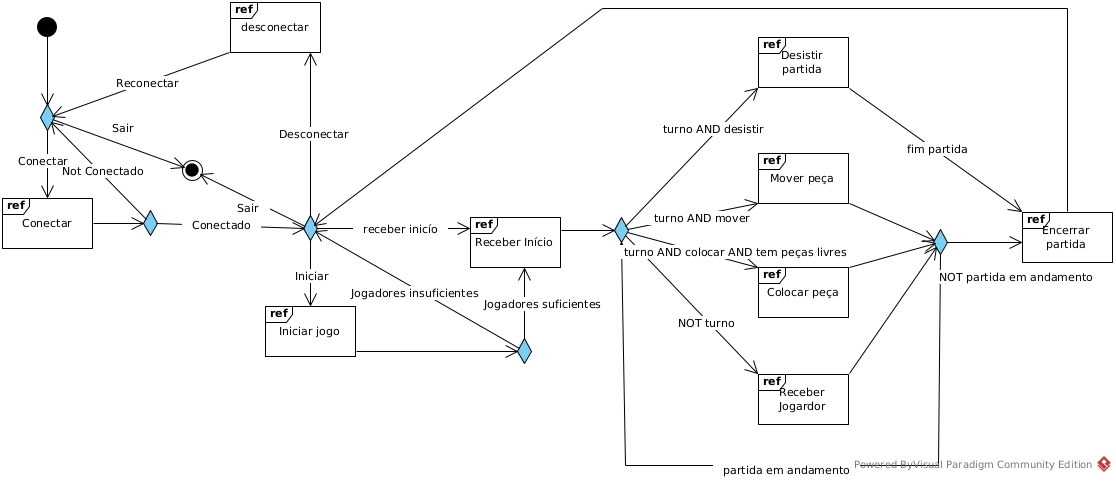 ref
desconectar
Reconectar
Sair
Conectar
Not Conectado
ref
Conectar
Conectado
Sair
Desconectar
receber inicío
Iniciar
ref
Receber Início
Jogadores insuficientes
Jogadores suficientes
ref
Iniciar jogo
ref
Desistir
partida
turno AND desistir
fim partida
ref
Mover peça
turno AND mover
turno AND colocar AND tem peças livres
ref
Colocar peça
NOT turno
ref
Receber
Jogardor
ref
Encerrar
partida
NOT partida em andamento
partida em andamento
Powered ByVisual Paradigm Community Edition